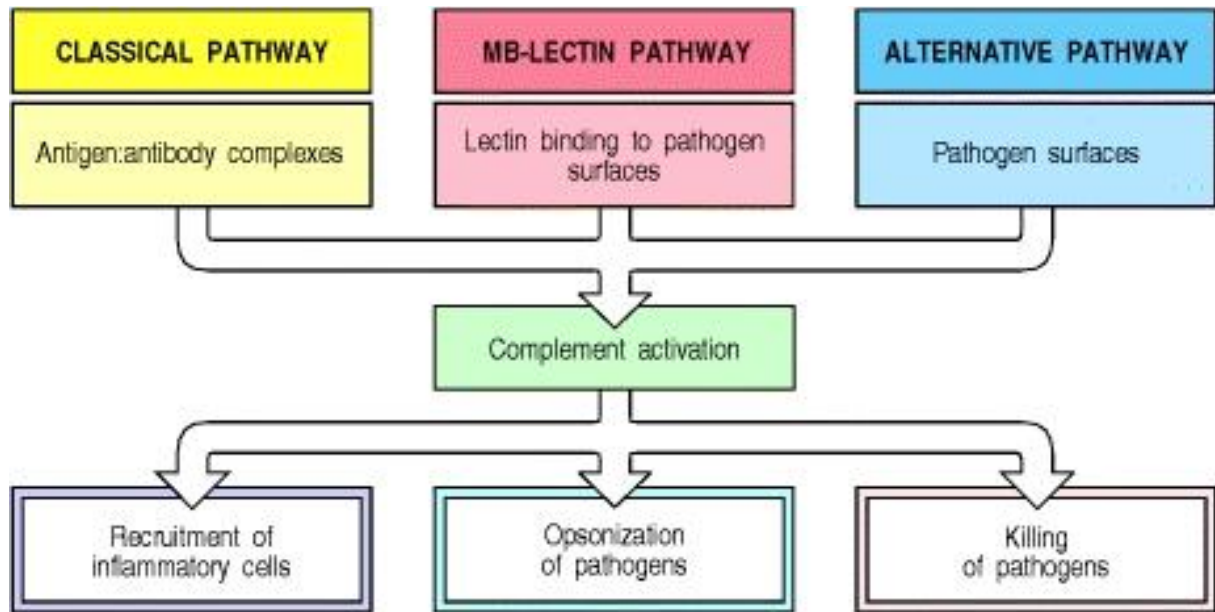 CLASSICAL PATHWAY
MB-LECTIN PATHWAY
ALTERNATIVE PATHWAY
Antigen:antibody complexes
Lectin binding to pathogen
surfaces
Pathogen surfaces
Complement activation
Recruitment of
inflammatory cells
Opsonization
of pathogens
Killing
of pathogens